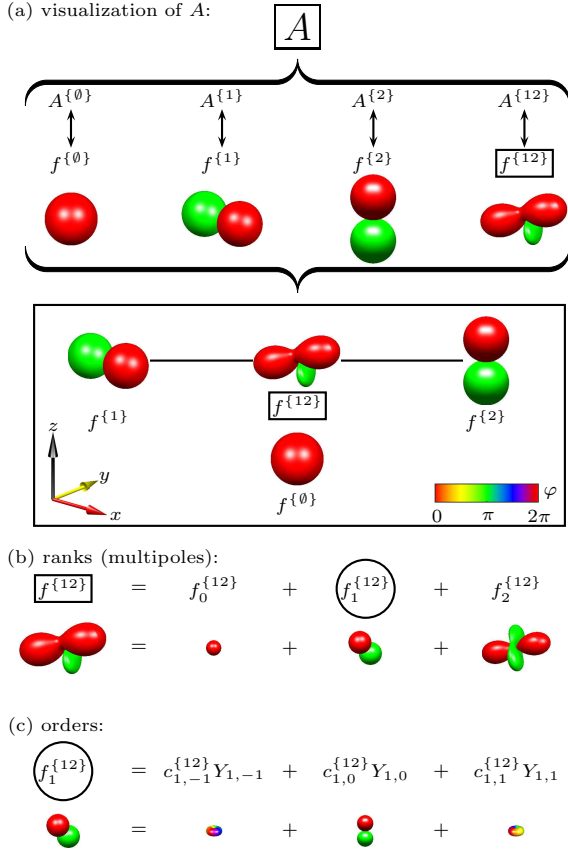 (a) visualization of A:
A
A^{∅} A^{1} A^{2} A^{12}
f^{∅} f^{1} f^{2} f^{12}
f^{1} f^{12} f^{2}
f^{∅}
z y x
φ
0 π 2π
(b) ranks (multipoles):
f^{12} = f_0^{12} + f_1^{12} + f_2^{12}
= + +
(c) orders:
f_1^{12} = c_{1,-1}^{12} Y_{1,-1} + c_{1,0}^{12} Y_{1,0} + c_{1,1}^{12} Y_{1,1}
= + +